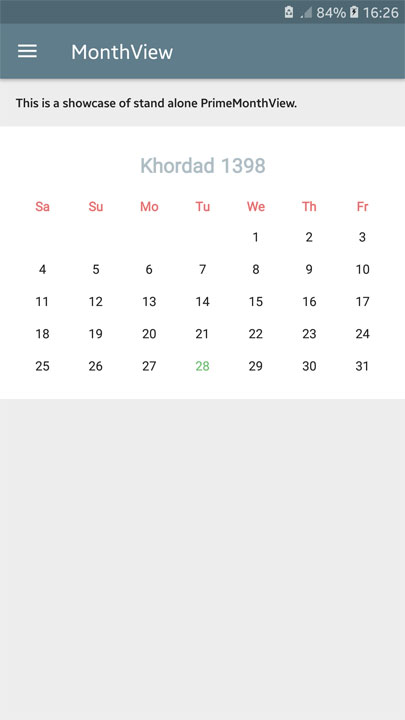 84% 16:26
MonthView
This is a showcase of stand alone PrimeMonthView.
Khordad 1398
Sa Su Mo Tu We Th Fr
1 2 3
4 5 6 7 8 9 10
11 12 13 14 15 16 17
18 19 20 21 22 23 24
25 26 27 28 29 30 31